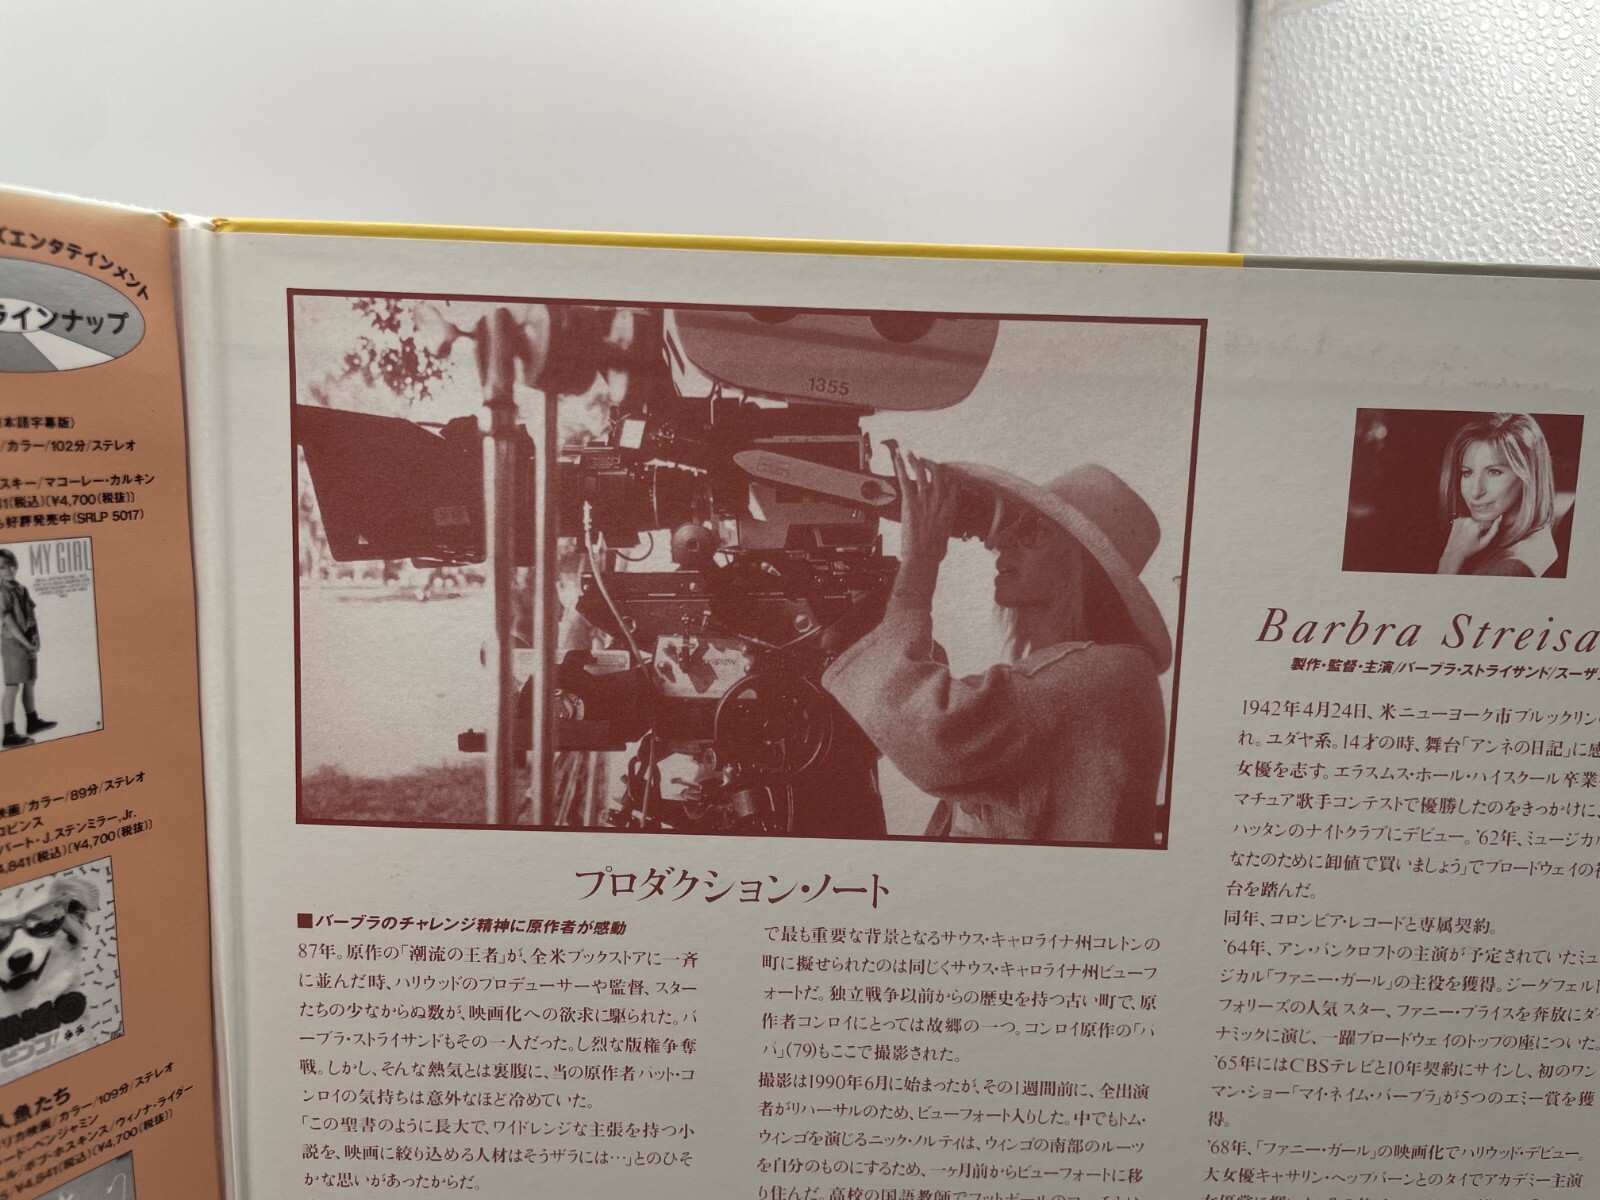 ズエンタテインメント
ラインナップ
本語字幕版)
/カラー/102分/ステレオ
スキー/マコーレー・カルキン
(税込)[¥4,700(税抜)]
好評発売中(SRLP 5017)
MY GIRL
映画/カラー/89分/ステレオ
ロビンス
バート・J.ステンミラー,Jr.
4,841(税込)[¥4,700(税抜)]
人魚たち
リカ映画/カラー/109分/ステレオ
ード・ベンジャミン
ール/ボブ・ホスキンス/ウィノナ・ライダー
(税込)[¥4,700(税抜)]
1355
プロダクション・ノート
■バーブラのチャレンジ精神に原作者が感動
87年。原作の「潮流の王者」が、全米ブックストアに一斉
に並んだ時、ハリウッドのプロデューサーや監督、スター
たちの少なからぬ数が、映画化への欲求に駆られた。バ
ーブラ・ストライサンドもその一人だった。し烈な版権争奪
戦。しかし、そんな熱気とは裏腹に、当の原作者パット・コ
ンロイの気持ちは意外なほど冷めていた。
「この聖書のように長大で、ワイドレンジな主張を持つ小
説を、映画に絞り込める人材はそうザラには…」とのひそ
かな思いがあったからだ。
で最も重要な背景となるサウス・キャロライナ州コレトンの
町に擬せられたのは同じくサウス・キャロライナ州ビューフ
ォートだ。独立戦争以前からの歴史を持つ古い町で、原
作者コンロイにとっては故郷の一つ。コンロイ原作の「パ
パ」(79)もここで撮影された。
撮影は1990年6月に始まったが、その1週間前に、全出演
者がリハーサルのため、ビューフォート入りした。中でもトム・
ウィンゴを演じるニック・ノルティは、ウィンゴの南部のルーツ
を自分のものにするため、一ヶ月前からビューフォートに移
り住んだ。高校の国語教師でフットボールの
Barbra Streisa
製作・監督・主演/バーブラ・ストライサンド/スーザ
1942年4月24日、米ニューヨーク市ブルックリン
れ。ユダヤ系。14才の時、舞台「アンネの日記」に感
女優を志す。エラスムス・ホール・ハイスクール卒業
マチュア歌手コンテストで優勝したのをきっかけに、
ハッタンのナイトクラブにデビュー。'62年、ミュージカル
なたのために卸値で買いましょう」でブロードウェイの初
台を踏んだ。
同年、コロンビア・レコードと専属契約。
'64年、アン・バンクロフトの主演が予定されていたミュ
ジカル「ファニー・ガール」の主役を獲得。ジーグフェルド
フォリーズの人気スター、ファニー・ブライスを奔放にダイ
ナミックに演じ、一躍ブロードウェイのトップの座についた。
'65年にはCBSテレビと10年契約にサインし、初のワン
マン・ショー「マイ・ネイム・バーブラ」が5つのエミー賞を獲
得。
'68年、「ファニー・ガール」の映画化でハリウッド・デビュー。
大女優キャサリン・ヘップバーンとのタイでアカデミー主演